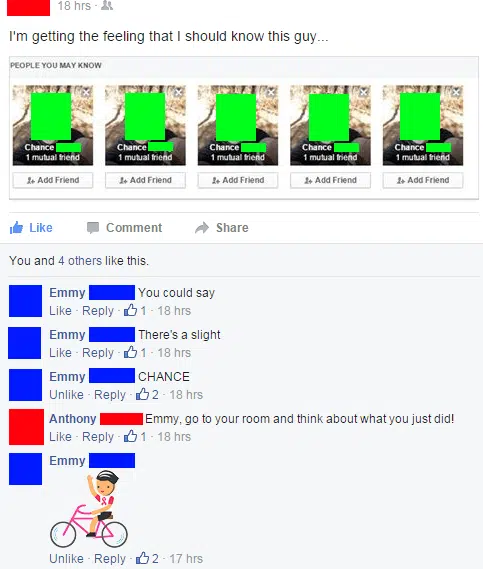 18 hrs ·
I'm getting the feeling that I should know this guy...
PEOPLE YOU MAY KNOW
Chance Chance Chance Chance Chance
1 mutual friend 1 mutual friend 1 mutual friend 1 mutual friend 1 mutual friend
Add Friend Add Friend Add Friend Add Friend Add Friend
Like Comment Share
You and 4 others like this.
Emmy You could say
Like · Reply · 1 · 18 hrs
Emmy There's a slight
Like · Reply · 1 · 18 hrs
Emmy CHANCE
Unlike · Reply · 2 · 18 hrs
Anthony Emmy, go to your room and think about what you just did!
Like · Reply · 1 · 18 hrs
Emmy
Unlike · Reply · 2 · 17 hrs